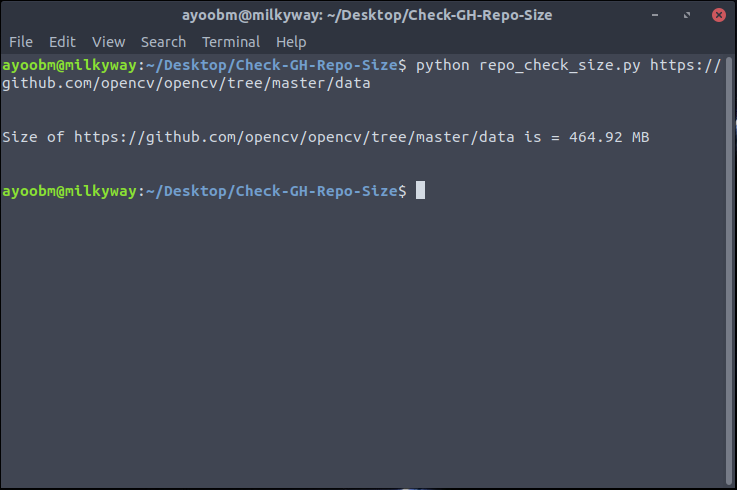 ayoobm@milkyway: ~/Desktop/Check-GH-Repo-Size
File Edit View Search Terminal Help
ayoobm@milkyway:~/Desktop/Check-GH-Repo-Size$ python repo_check_size.py https://
github.com/opencv/opencv/tree/master/data
Size of https://github.com/opencv/opencv/tree/master/data is = 464.92 MB
ayoobm@milkyway:~/Desktop/Check-GH-Repo-Size$